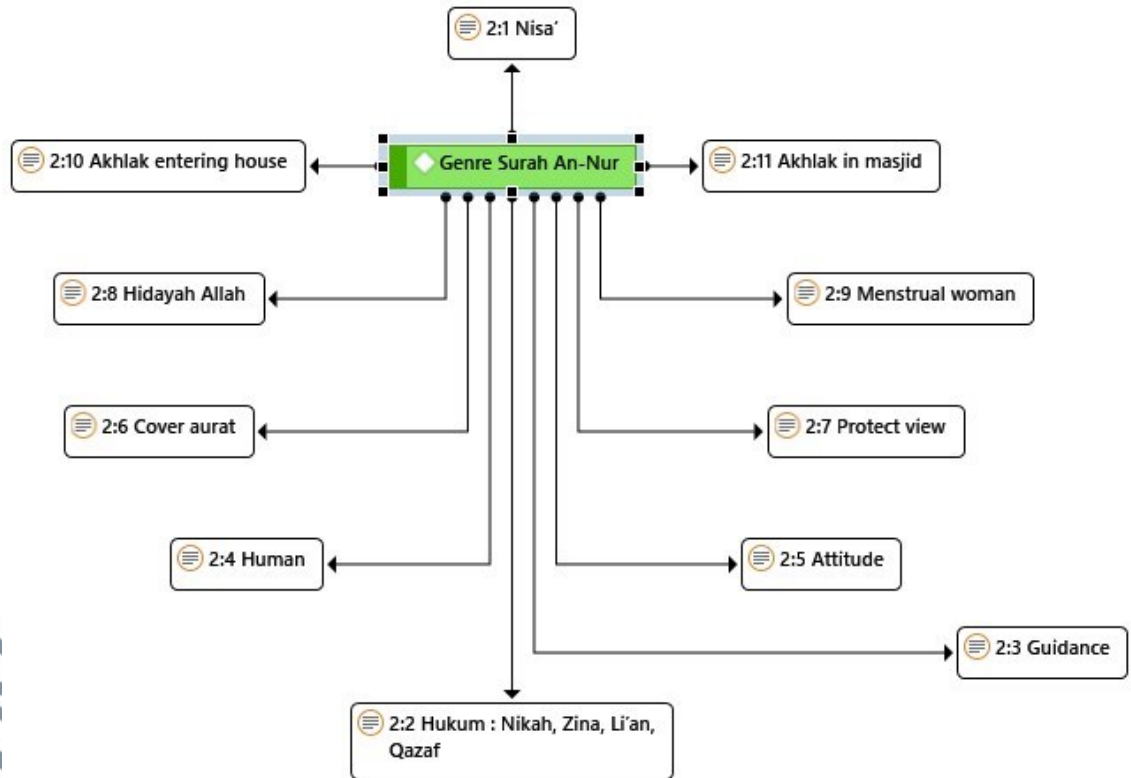 2:1 Nisa´
2:10 Akhlak entering house
Genre Surah An-Nur
2:11 Akhlak in masjid
2:8 Hidayah Allah
2:9 Menstrual woman
2:6 Cover aurat
2:7 Protect view
2:4 Human
2:5 Attitude
2:3 Guidance
2:2 Hukum : Nikah, Zina, Li´an,
Qazaf